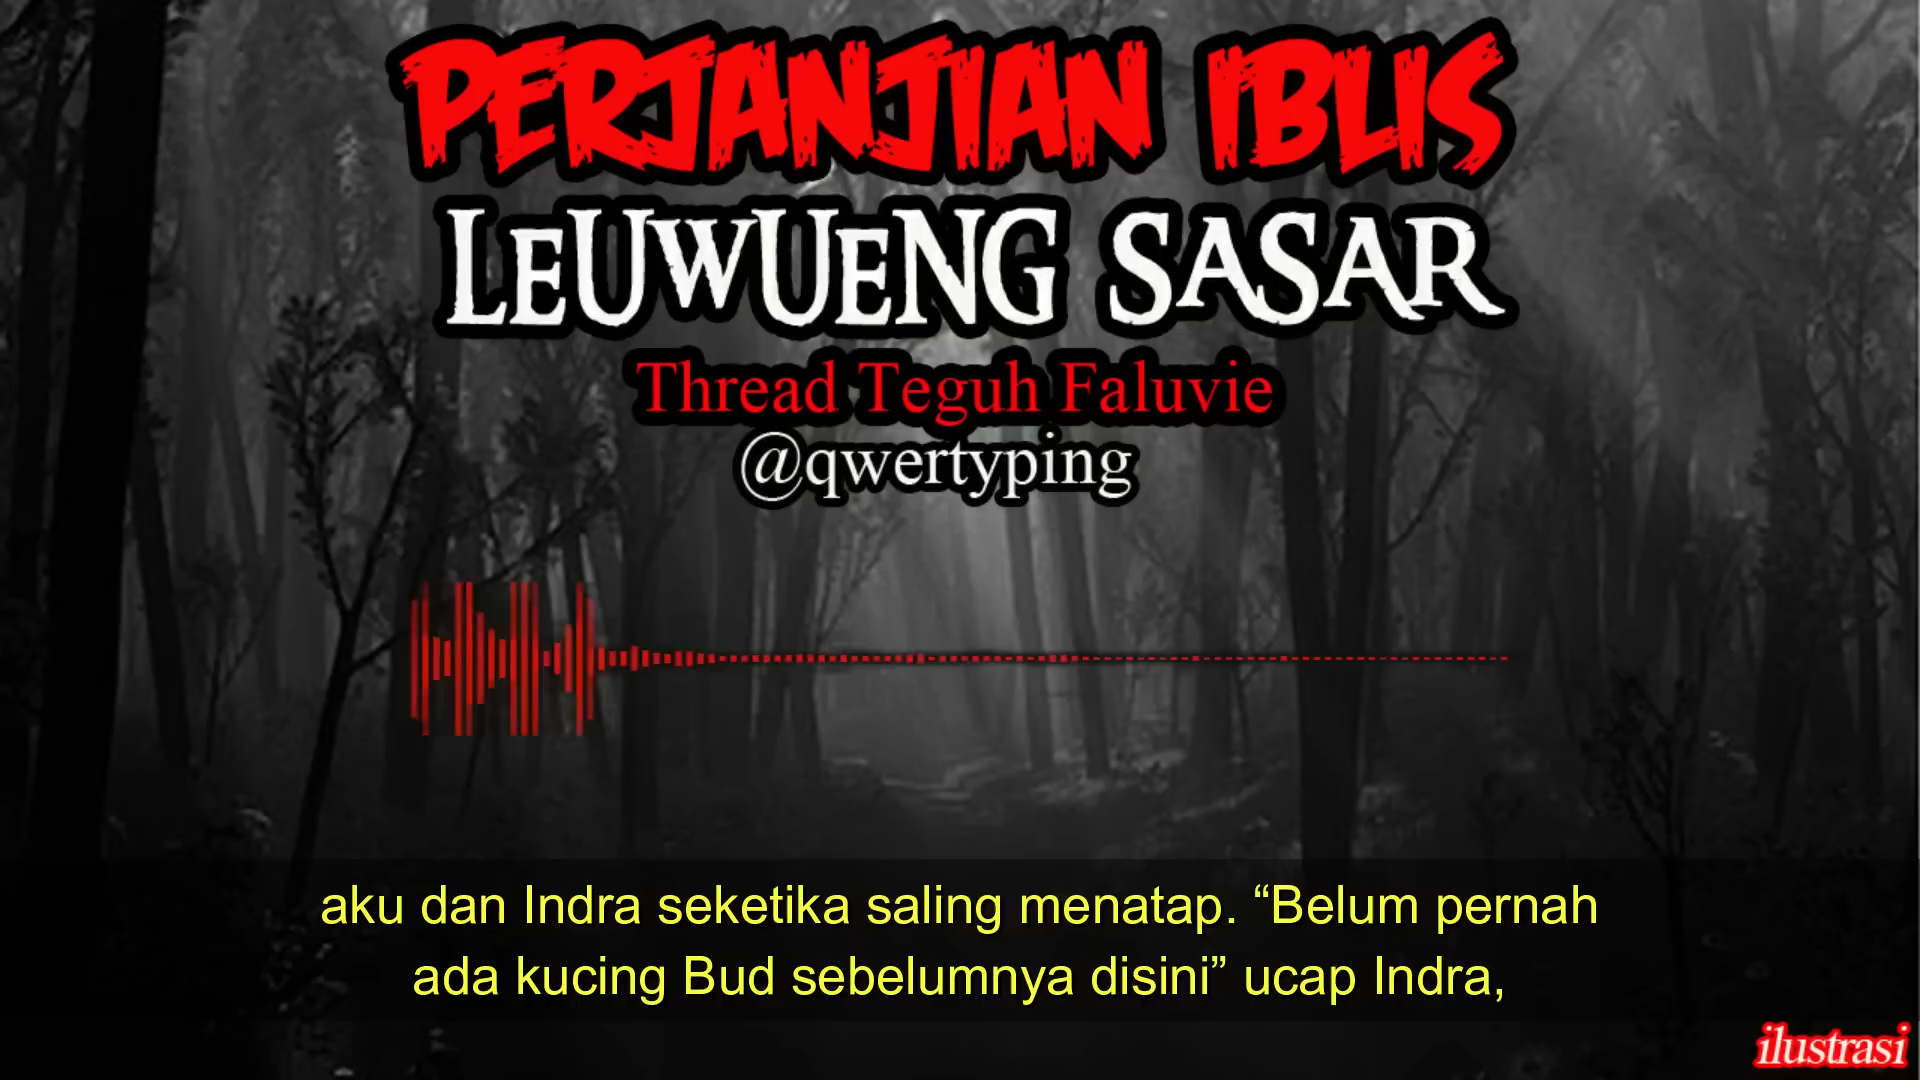 PERJANJIAN IBLIS
LEUWUENG SASAR
Thread Teguh Faluvie
@qwertyping
aku dan Indra seketika saling menatap. “Belum pernah
ada kucing Bud sebelumnya disini” ucap Indra,
ilustrasi